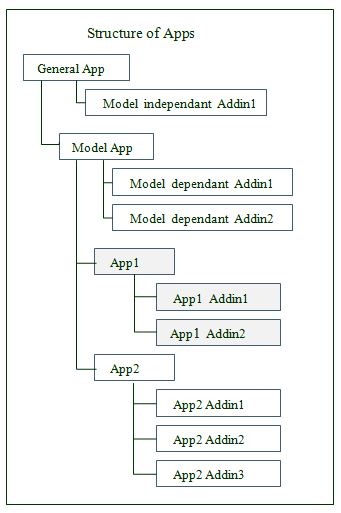 Structure of Apps
General App
Model independant Addin1
Model App
Model dependant Addin1
Model dependant Addin2
App1
App1 Addin1
App1 Addin2
App2
App2 Addin1
App2 Addin2
App2 Addin3